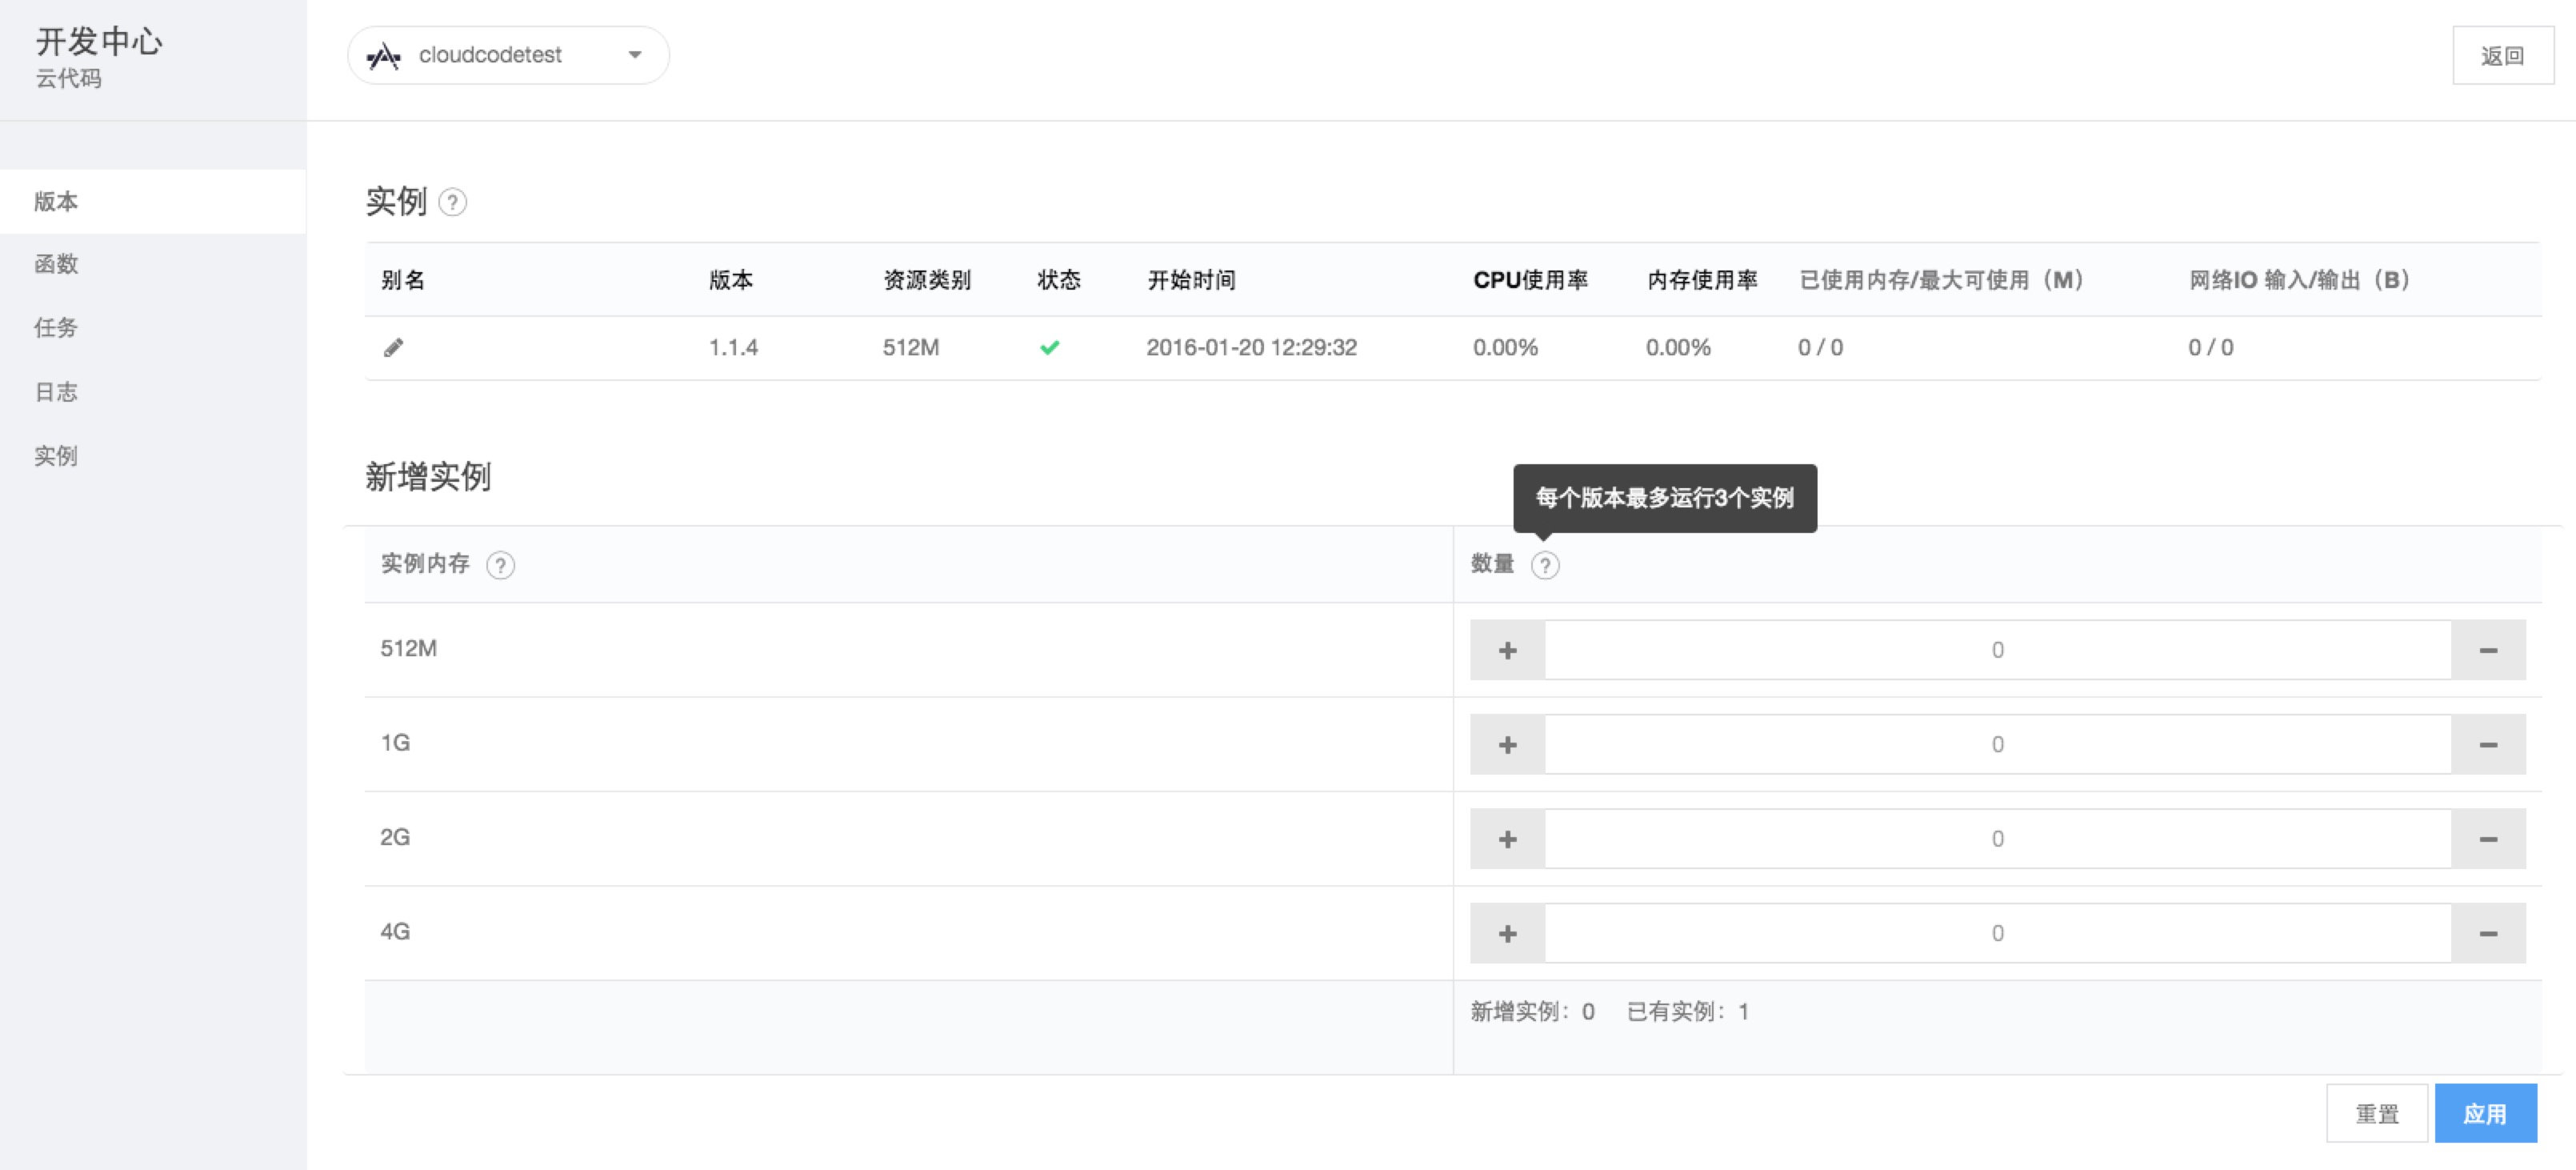 开发中心
云代码
cloudcodetest
返回
版本
函数
任务
日志
实例
实例 ?
别名 版本 资源类别 状态 开始时间 CPU使用率 内存使用率 已使用内存/最大可使用（M） 网络IO 输入/输出（B）
1.1.4 512M 2016-01-20 12:29:32 0.00% 0.00% 0 / 0 0 / 0
新增实例
每个版本最多运行3个实例
实例内存 ? 数量 ?
512M + 0 −
1G + 0 −
2G + 0 −
4G + 0 −
新增实例：0 已有实例：1
重置 应用